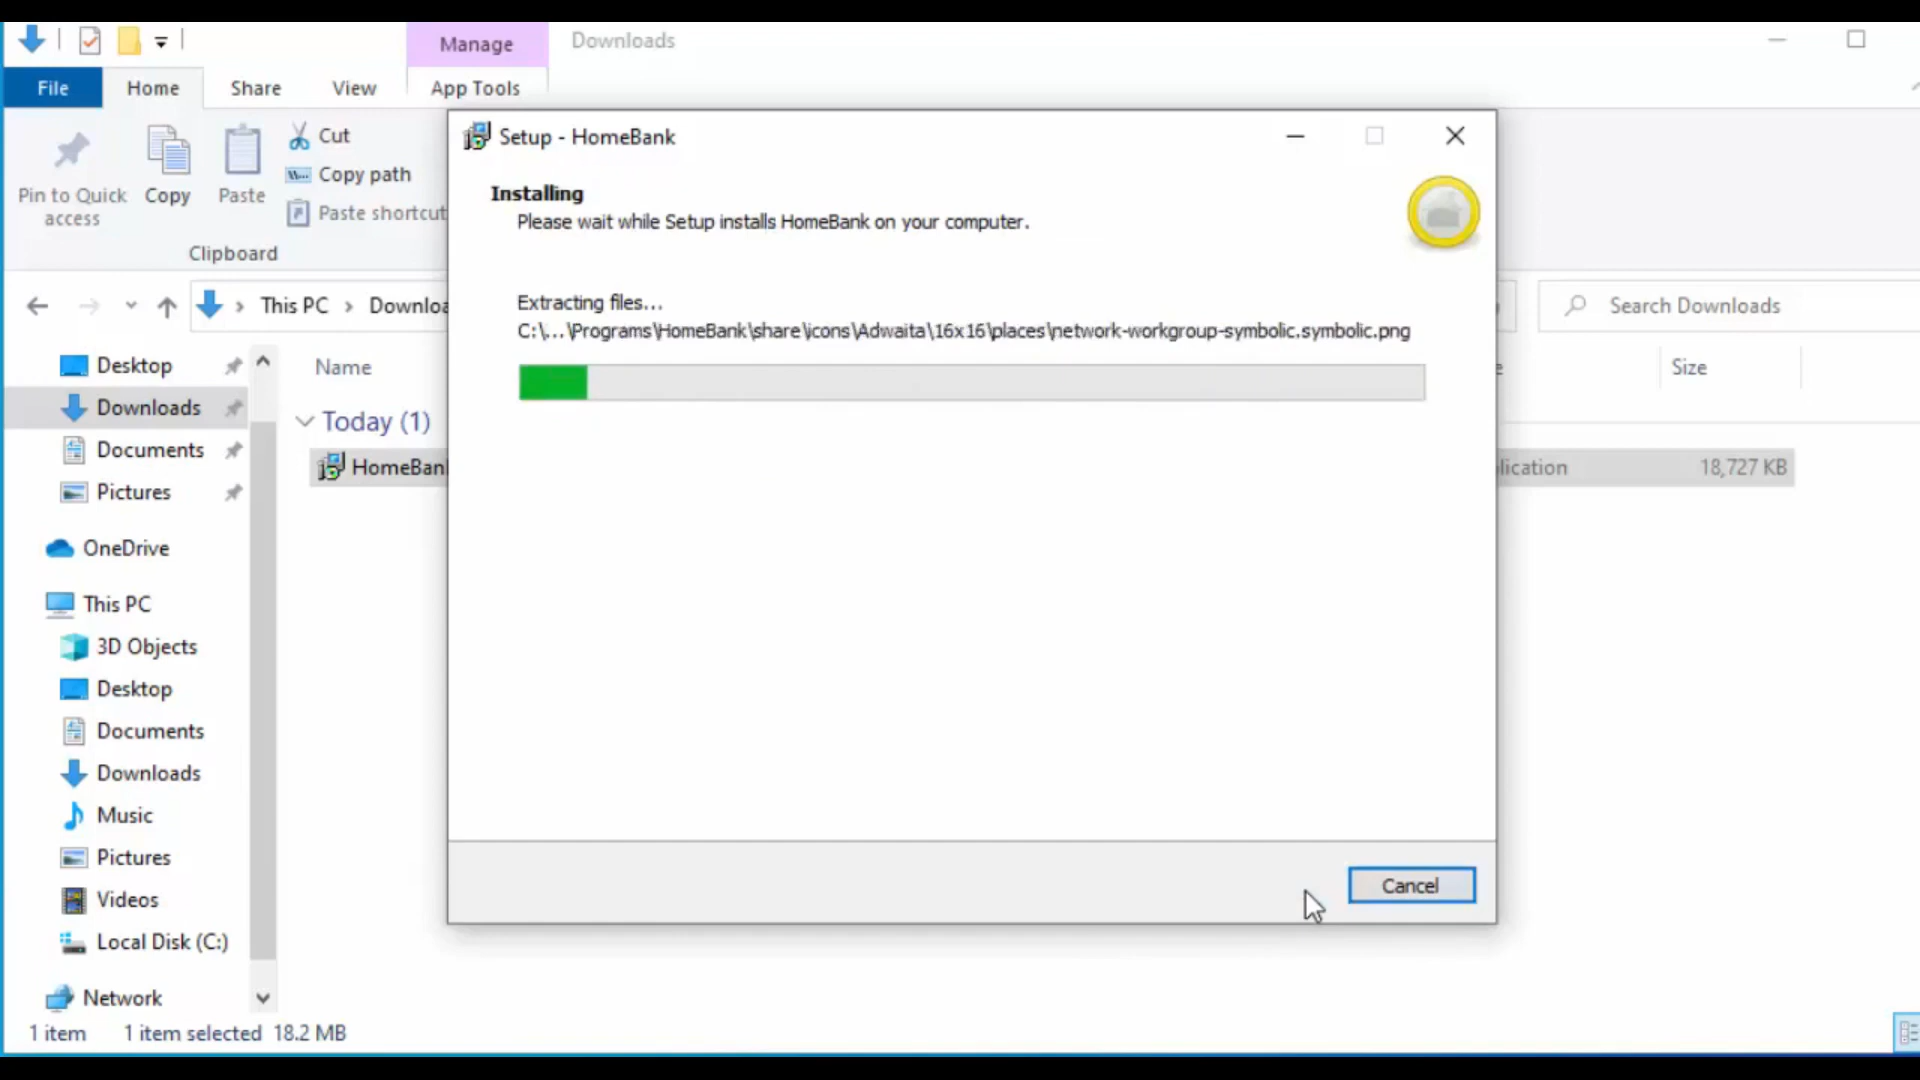 Manage
Downloads
File
Home
Share
View
App Tools
Pin to Quick access
Copy
Paste
Cut
Copy path
Paste shortcut
Clipboard
This PC
Search Downloads
Desktop
Downloads
Documents
Pictures
OneDrive
This PC
3D Objects
Desktop
Documents
Downloads
Music
Pictures
Videos
Local Disk (C:)
Network
Name
Size
Today (1)
18,727 KB
Setup - HomeBank
Installing
Please wait while Setup installs HomeBank on your computer.
Extracting files...
C:\...\Programs\HomeBank\share\icons\Adwaita\16x16\places\network-workgroup-symbolic.symbolic.png
Cancel
1 item
1 item selected 18.2 MB